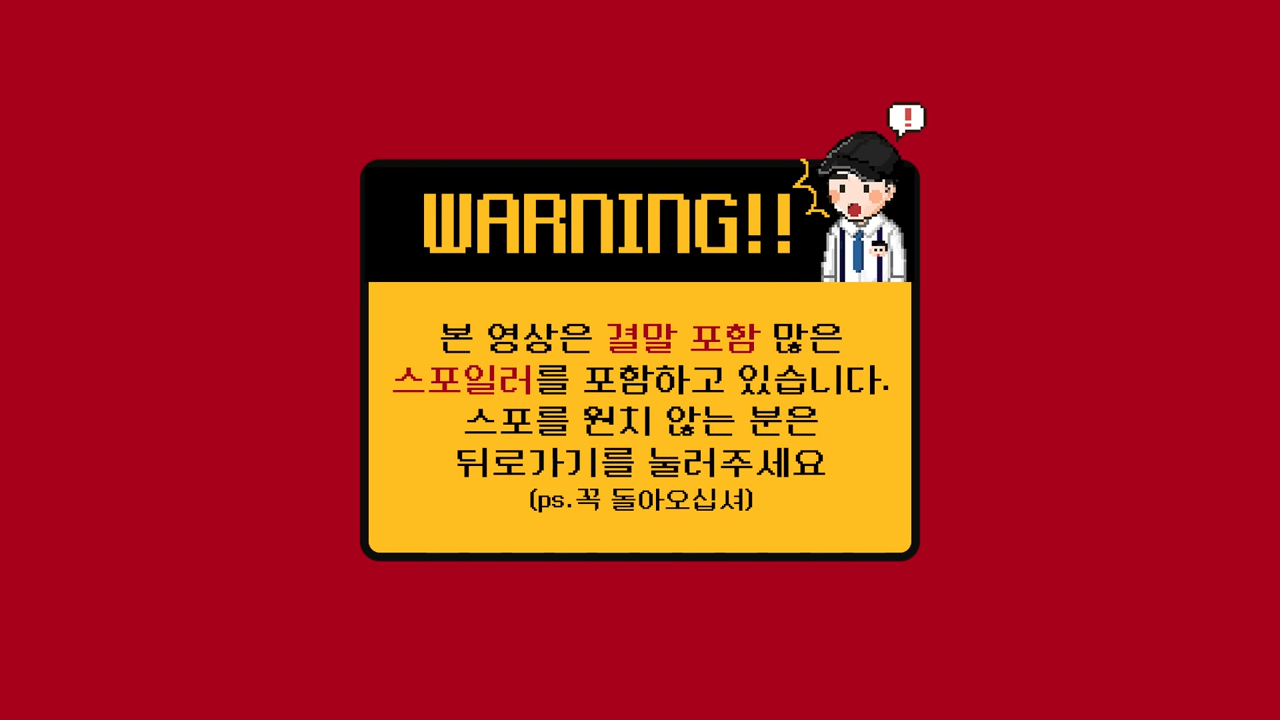 !
WARNING!!
본 영상은 결말 포함 많은
스포일러를 포함하고 있습니다.
스포를 원치 않는 분은
뒤로가기를 눌러주세요
(ps.꼭 돌아오십셔)